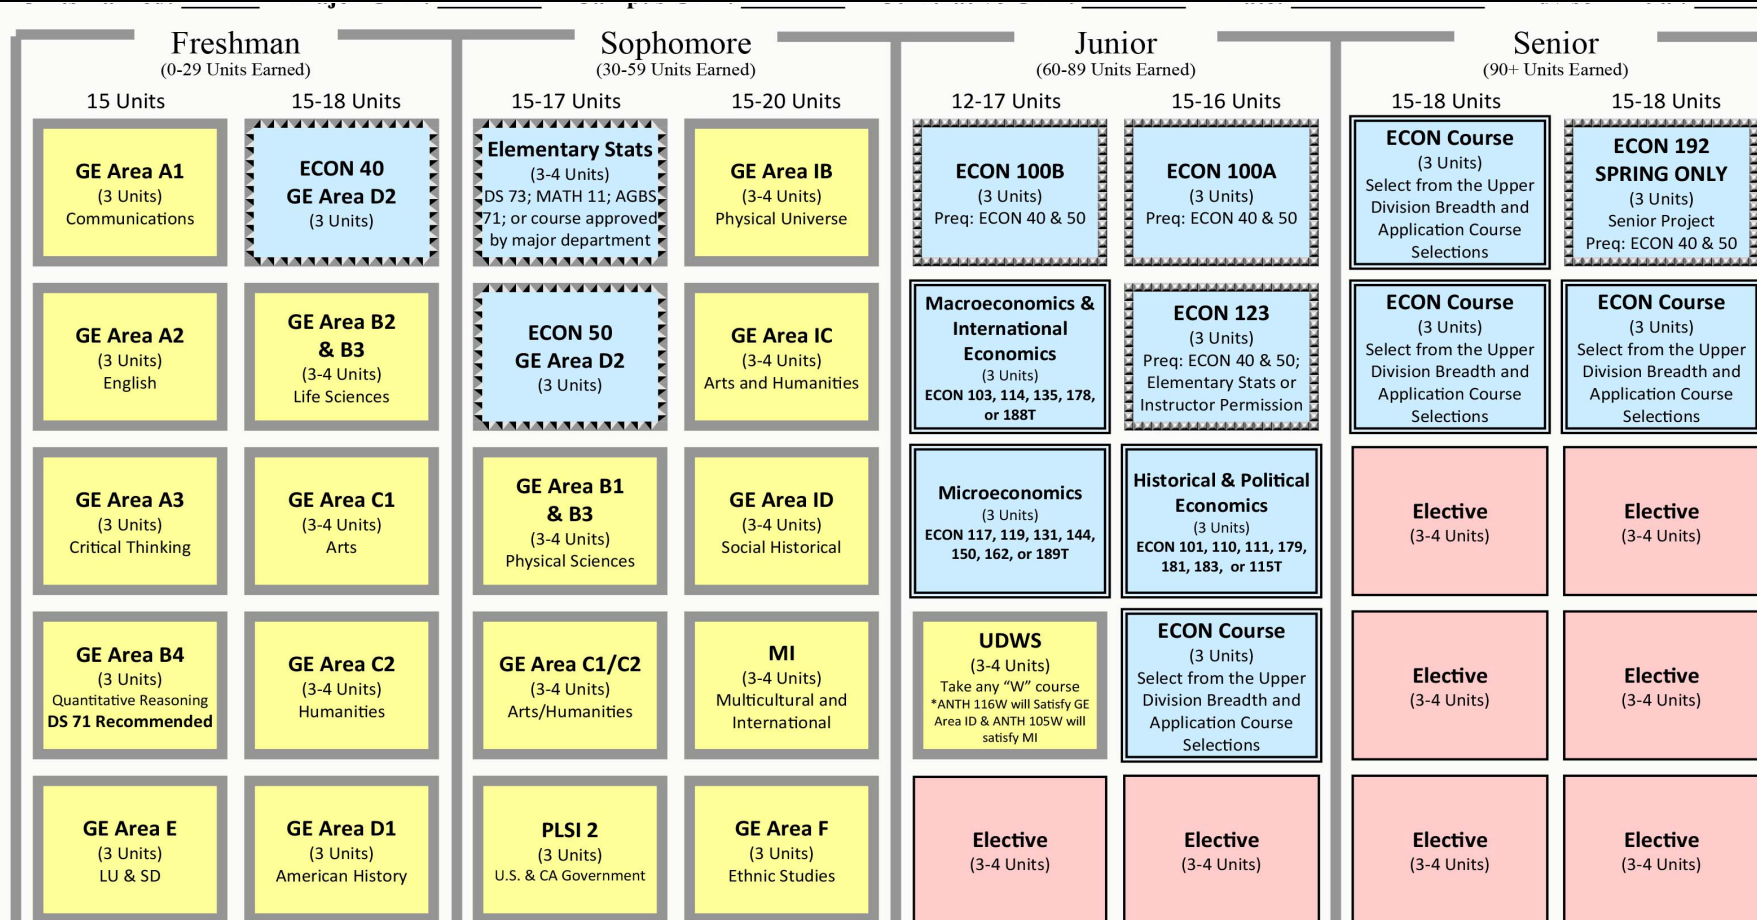 Freshman
(0-29 Units Earned)
15 Units
15-18 Units
GE Area A1
(3 Units)
Communications
ECON 40
GE Area D2
(3 Units)
GE Area A2
(3 Units)
English
GE Area B2
& B3
(3-4 Units)
Life Sciences
GE Area A3
(3 Units)
Critical Thinking
GE Area C1
(3-4 Units)
Arts
GE Area B4
(3 Units)
Quantitative Reasoning
DS 71 Recommended
GE Area C2
(3-4 Units)
Humanities
GE Area E
(3 Units)
LU & SD
GE Area D1
(3 Units)
American History
Sophomore
(30-59 Units Earned)
15-17 Units
15-20 Units
Elementary Stats
(3-4 Units)
DS 73; MATH 11; AGBS
71; or course approved
by major department
GE Area IB
(3-4 Units)
Physical Universe
ECON 50
GE Area D2
(3 Units)
GE Area IC
(3-4 Units)
Arts and Humanities
GE Area B1
& B3
(3-4 Units)
Physical Sciences
GE Area ID
(3-4 Units)
Social Historical
GE Area C1/C2
(3-4 Units)
Arts/Humanities
MI
(3-4 Units)
Multicultural and
International
PLSI 2
(3 Units)
U.S. & CA Government
GE Area F
(3 Units)
Ethnic Studies
Junior
(60-89 Units Earned)
12-17 Units
15-16 Units
ECON 100B
(3 Units)
Preq: ECON 40 & 50
ECON 100A
(3 Units)
Preq: ECON 40 & 50
Macroeconomics &
International
Economics
(3 Units)
ECON 103, 114, 135, 178,
or 188T
ECON 123
(3 Units)
Preq: ECON 40 & 50;
Elementary Stats or
Instructor Permission
Microeconomics
(3 Units)
ECON 117, 119, 131, 144,
150, 162, or 189T
Historical & Political
Economics
(3 Units)
ECON 101, 110, 111, 179,
181, 183, or 115T
UDWS
(3-4 Units)
Take any “W” course
*ANTH 116W will Satisfy GE
Area ID & ANTH 105W will
satisfy MI
ECON Course
(3 Units)
Select from the Upper
Division Breadth and
Application Course
Selections
Elective
(3-4 Units)
Elective
(3-4 Units)
Senior
(90+ Units Earned)
15-18 Units
15-18 Units
ECON Course
(3 Units)
Select from the Upper
Division Breadth and
Application Course
Selections
ECON 192
SPRING ONLY
(3 Units)
Senior Project
Preq: ECON 40 & 50
ECON Course
(3 Units)
Select from the Upper
Division Breadth and
Application Course
Selections
ECON Course
(3 Units)
Select from the Upper
Division Breadth and
Application Course
Selections
Elective
(3-4 Units)
Elective
(3-4 Units)
Elective
(3-4 Units)
Elective
(3-4 Units)
Elective
(3-4 Units)
Elective
(3-4 Units)